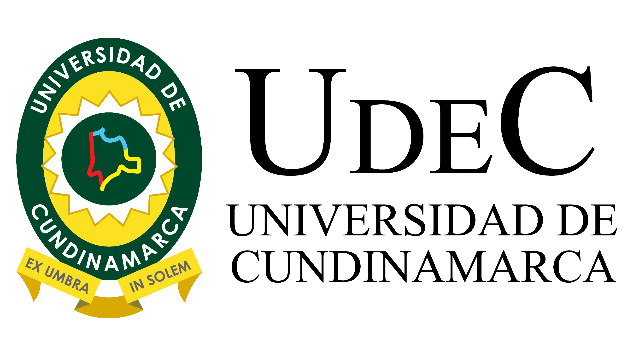 UNIVERSIDAD DE
CUNDINAMARCA
EX UMBRA
IN SOLEM
UDEC
UNIVERSIDAD DE
CUNDINAMARCA